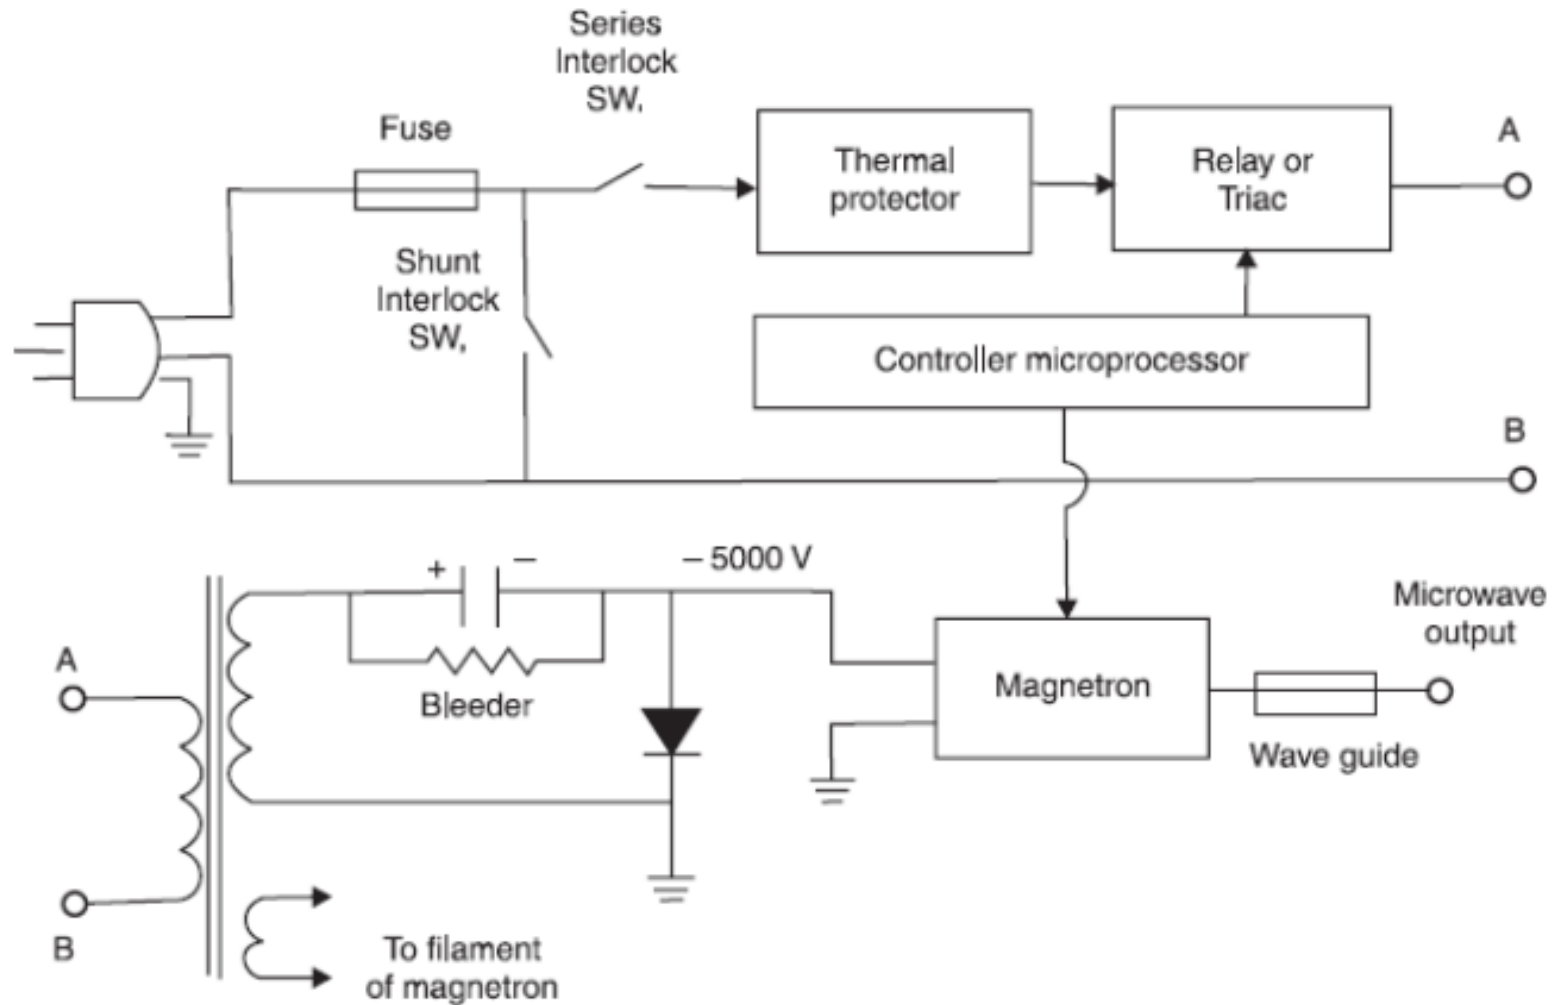 Series
Interlock
SW,
Fuse
Thermal
protector
Relay or
Triac
A
Shunt
Interlock
SW,
Controller microprocessor
B
+
−
− 5000 V
Microwave
output
A
Bleeder
Magnetron
Wave guide
B
To filament
of magnetron